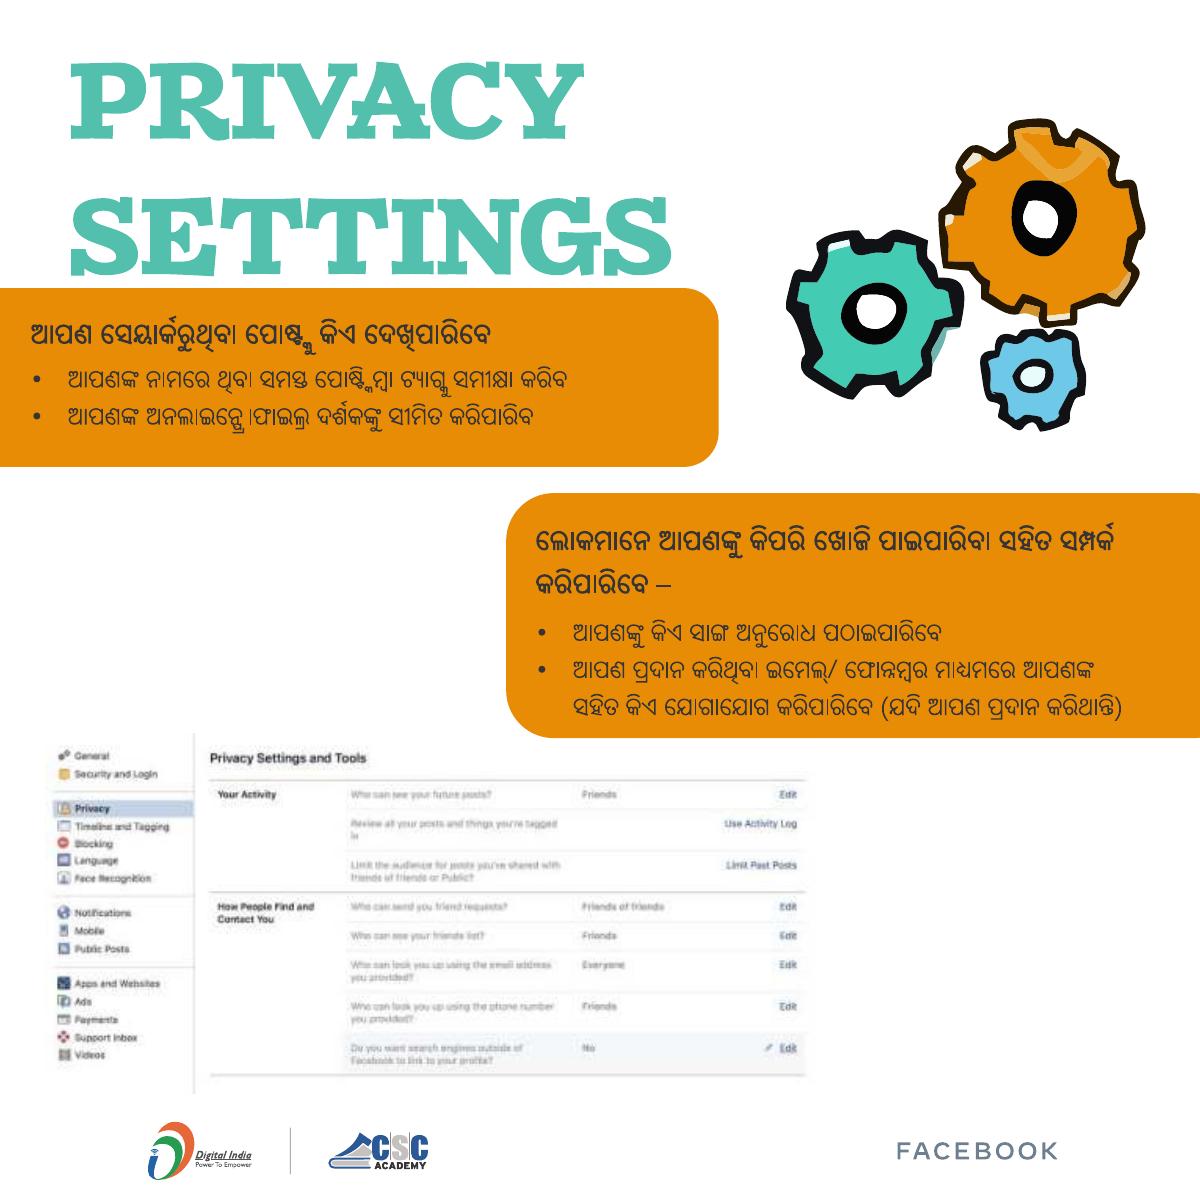 PRIVACY
SETTINGS
ଆପଣ ସେୟାର୍କରୁଥିବା ପୋଷ୍ଟ୍କୁ କିଏ ଦେଖିପାରିବେ
• ଆପଣଙ୍କ ନାମରେ ଥିବା ସମସ୍ତ ପୋଷ୍ଟ୍କିମ୍ବା ଟ୍ୟାଗ୍କୁ ସମୀକ୍ଷା କରିବ
• ଆପଣଙ୍କ ଅନଲାଇନ୍ପ୍ରୋଫାଇଲ୍ର ଦର୍ଶକଙ୍କୁ ସୀମିତ କରିପାରିବ
ଲୋକମାନେ ଆପଣଙ୍କୁ କିପରି ଖୋଜି ପାଇପାରିବା ସହିତ ସମ୍ପର୍କ
କରିପାରିବେ –
• ଆପଣଙ୍କୁ କିଏ ସାଙ୍ଗ ଅନୁରୋଧ ପଠାଇପାରିବେ
• ଆପଣ ପ୍ରଦାନ କରିଥିବା ଇମେଲ୍/ ଫୋନ୍ନମ୍ବର ମାଧ୍ୟମରେ ଆପଣଙ୍କ
ସହିତ କିଏ ଯୋଗାଯୋଗ କରିପାରିବେ (ଯଦି ଆପଣ ପ୍ରଦାନ କରିଥାନ୍ତି)
General
Security and Login
Privacy
Timeline and Tagging
Blocking
Language
Face Recognition
Notifications
Mobile
Public Posts
Apps and Websites
Ads
Payments
Support Inbox
Videos
Privacy Settings and Tools
Your Activity
Who can see your future posts? Friends Edit
Review all your posts and things you're tagged
in
Use Activity Log
Limit the audience for posts you've shared with
friends of friends or Public?
Limit Past Posts
How People Find and
Contact You
Who can send you friend requests? Friends of friends Edit
Who can see your friends list? Friends Edit
Who can look you up using the email address
you provided?
Everyone Edit
Who can look you up using the phone number
you provided?
Friends Edit
Do you want search engines outside of
Facebook to link to your profile?
No Edit
Digital India
Power To Empower
CSC
ACADEMY
FACEBOOK